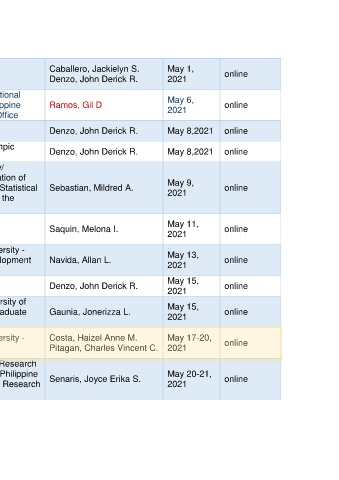 Caballero, Jackielyn S.
Denzo, John Derick R.
May 1,
2021
online
tional
ppine
Office
Ramos, Gil D
May 6,
2021
online
Denzo, John Derick R.
May 8,2021
online
mpic
Denzo, John Derick R.
May 8,2021
online
y/
ation of
Statistical
the
Sebastian, Mildred A.
May 9,
2021
online
Saquin, Melona I.
May 11,
2021
online
ersity -
lopment
Navida, Allan L.
May 13,
2021
online
Denzo, John Derick R.
May 15,
2021
online
rsity of
aduate
Gaunia, Jonerizza L.
May 15,
2021
online
ersity -
Costa, Haizel Anne M.
Pitagan, Charles Vincent C.
May 17-20,
2021
online
Research
Philippine
Research
Senaris, Joyce Erika S.
May 20-21,
2021
online